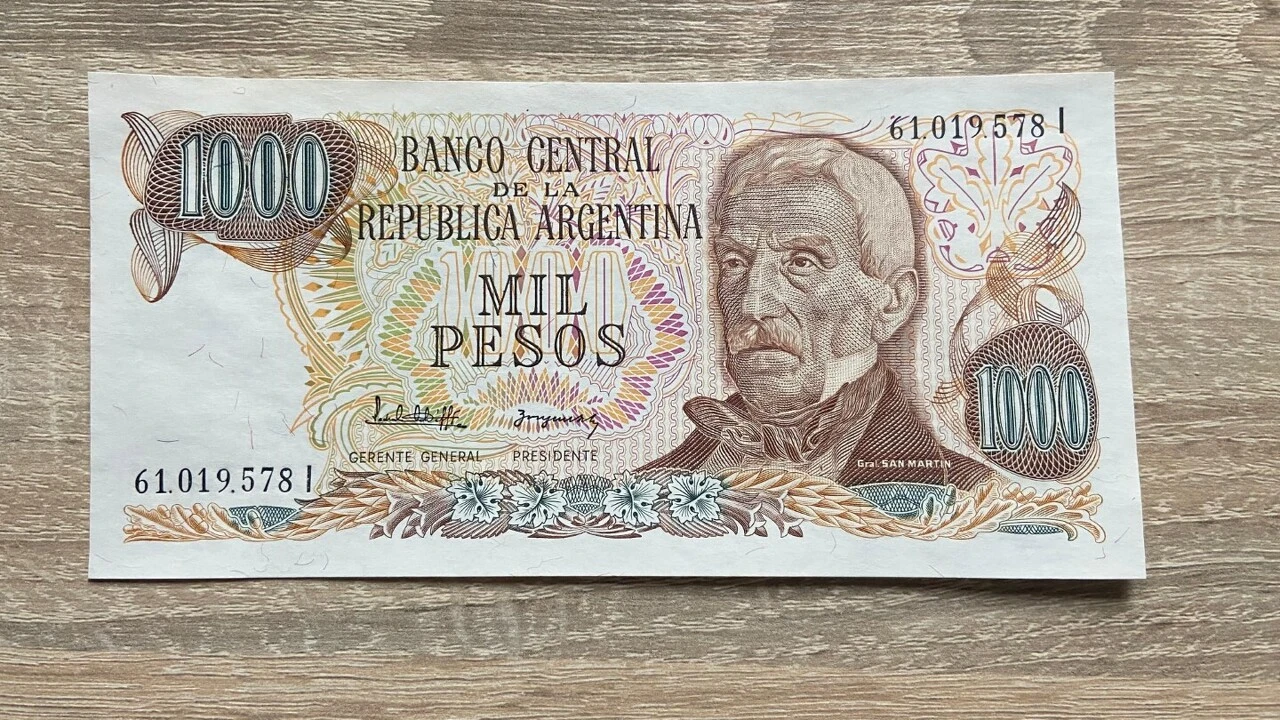 1000
61.019.578 I
BANCO CENTRAL
DE LA
REPUBLICA ARGENTINA
1000
MIL
PESOS
1000
GERENTE GENERAL PRESIDENTE
Gral. SAN MARTIN
61.019.578 I